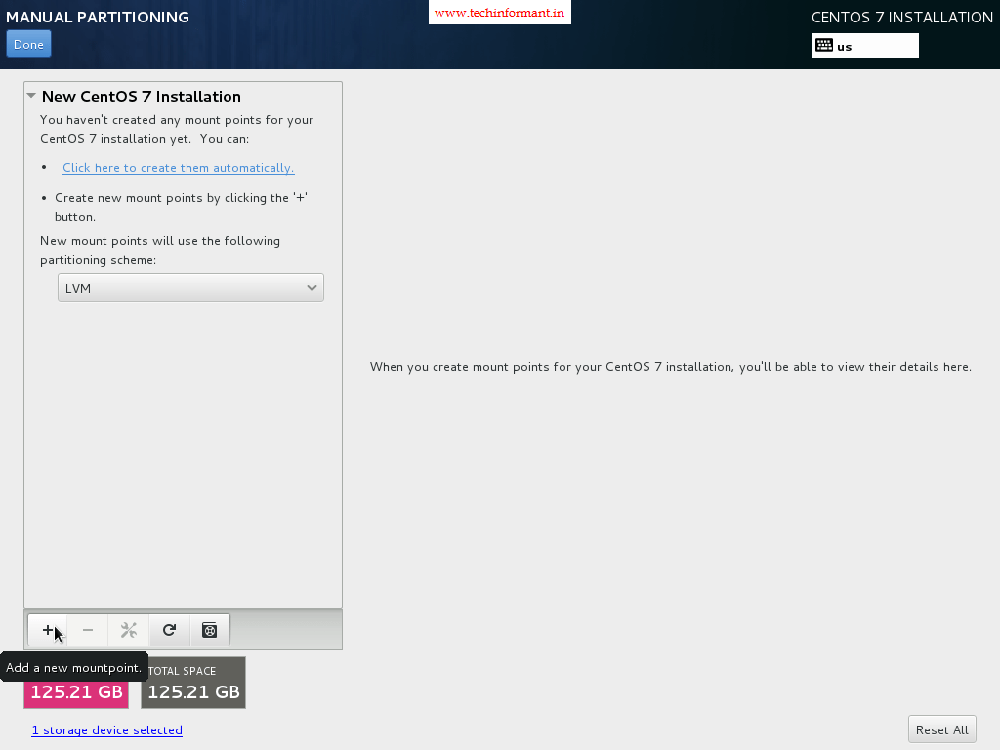 MANUAL PARTITIONING
www.techinformant.in
CENTOS 7 INSTALLATION
Done
us
New CentOS 7 Installation
You haven't created any mount points for your
CentOS 7 installation yet. You can:
• Click here to create them automatically.
• Create new mount points by clicking the '+'
button.
New mount points will use the following
partitioning scheme:
LVM
When you create mount points for your CentOS 7 installation, you'll be able to view their details here.
+ −
Add a new mountpoint.
TOTAL SPACE
125.21 GB
125.21 GB
1 storage device selected
Reset All